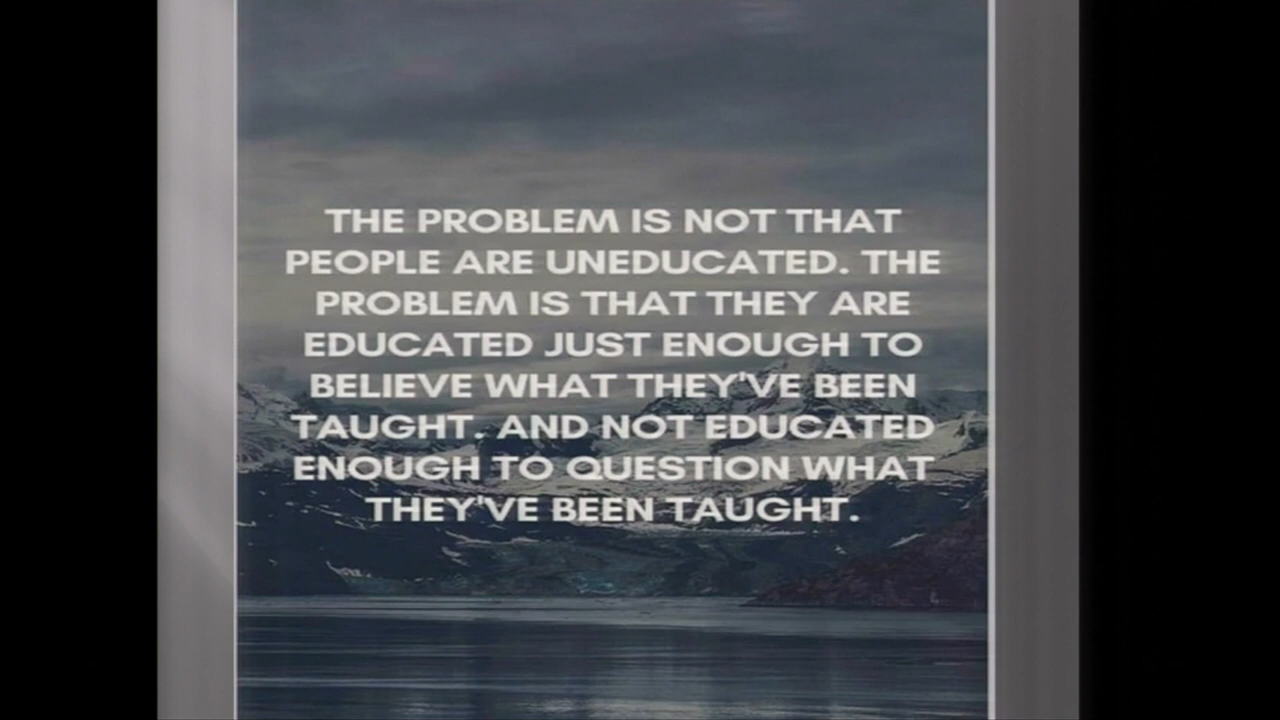 THE PROBLEM IS NOT THAT
PEOPLE ARE UNEDUCATED. THE
PROBLEM IS THAT THEY ARE
EDUCATED JUST ENOUGH TO
BELIEVE WHAT THEY'VE BEEN
TAUGHT. AND NOT EDUCATED
ENOUGH TO QUESTION WHAT
THEY'VE BEEN TAUGHT.